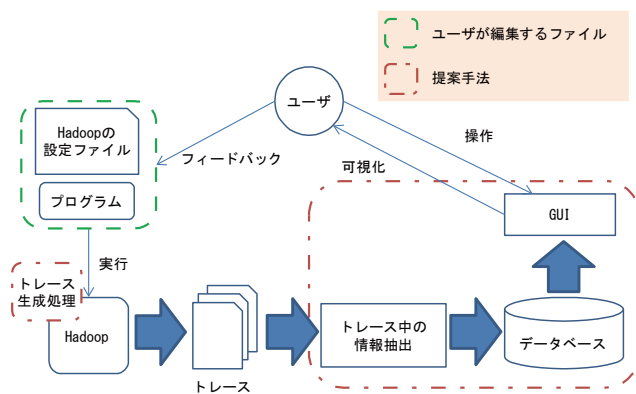 ユーザが編集するファイル
提案手法
ユーザ
操作
可視化
フィードバック
Hadoopの
設定ファイル
プログラム
実行
トレース
生成処理
Hadoop
トレース
トレース中の
情報抽出
データベース
GUI